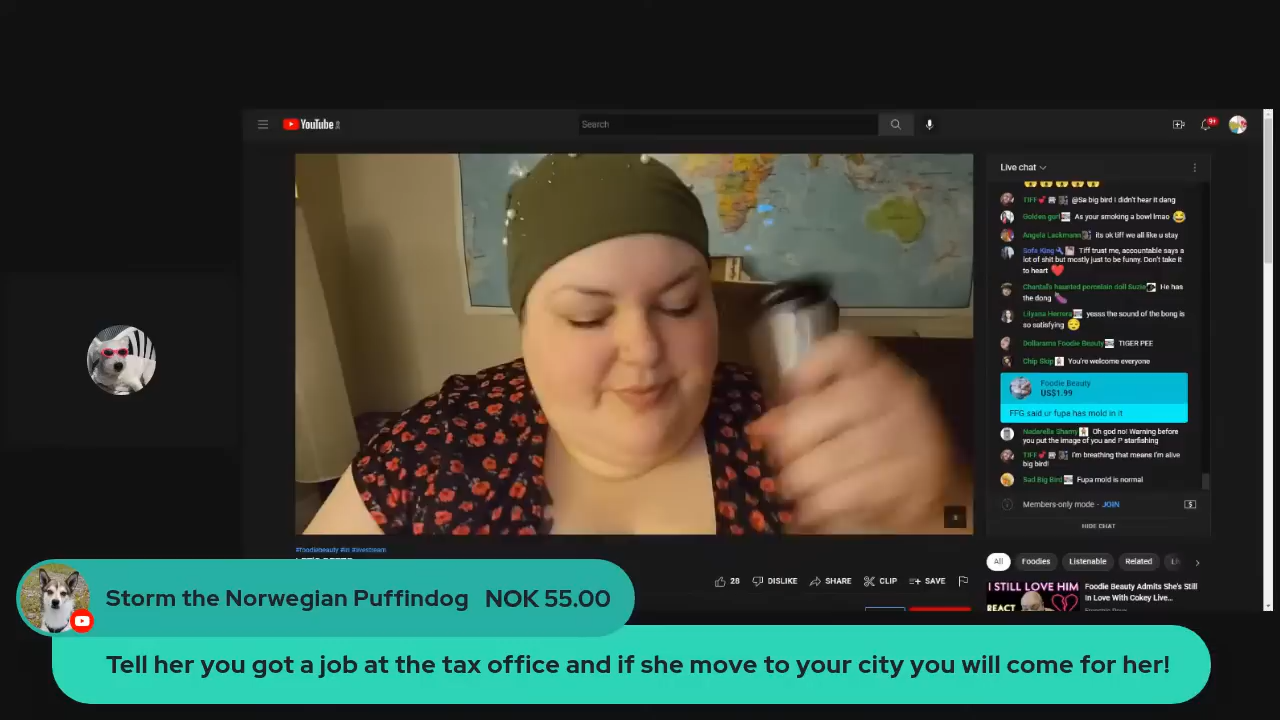 YouTube
Search
9+
Live chat
TIFF @Se big bird I didn't hear it dang
Golden gurl As your smoking a bowl lmao
Angela Lackmann its ok tiff we all like u stay
Sofa King Tiff trust me, accountable says a
lot of shit but mostly just to be funny. Don't take it
to heart
Chantal's hearted porcelain doll Suzie He has
the dong
Lilyana Herrera yesss the sound of the bong is
so satisfying
Dollarama Foodie Beauty TIGER PEE
Chip Skip You're welcome everyone
Foodie Beauty
US$1.99
FFG said ur fupa has mold in it
Nadarelle Shamy Oh god no! Warning before
you put the image of you and P starfishing
TIFF I'm breathing that means I'm alive
big bird!
Bad Big Bird Fupa mold is normal
Members-only mode - JOIN
HIDE CHAT
#foodiebeauty #irl #livestream
28
DISLIKE
SHARE
CLIP
SAVE
All
Foodies
Listenable
Related
I STILL LOVE HIM
REACT
Foodie Beauty Admits She's Still
In Love With Cokey Live...
Storm the Norwegian Puffindog NOK 55.00
Tell her you got a job at the tax office and if she move to your city you will come for her!